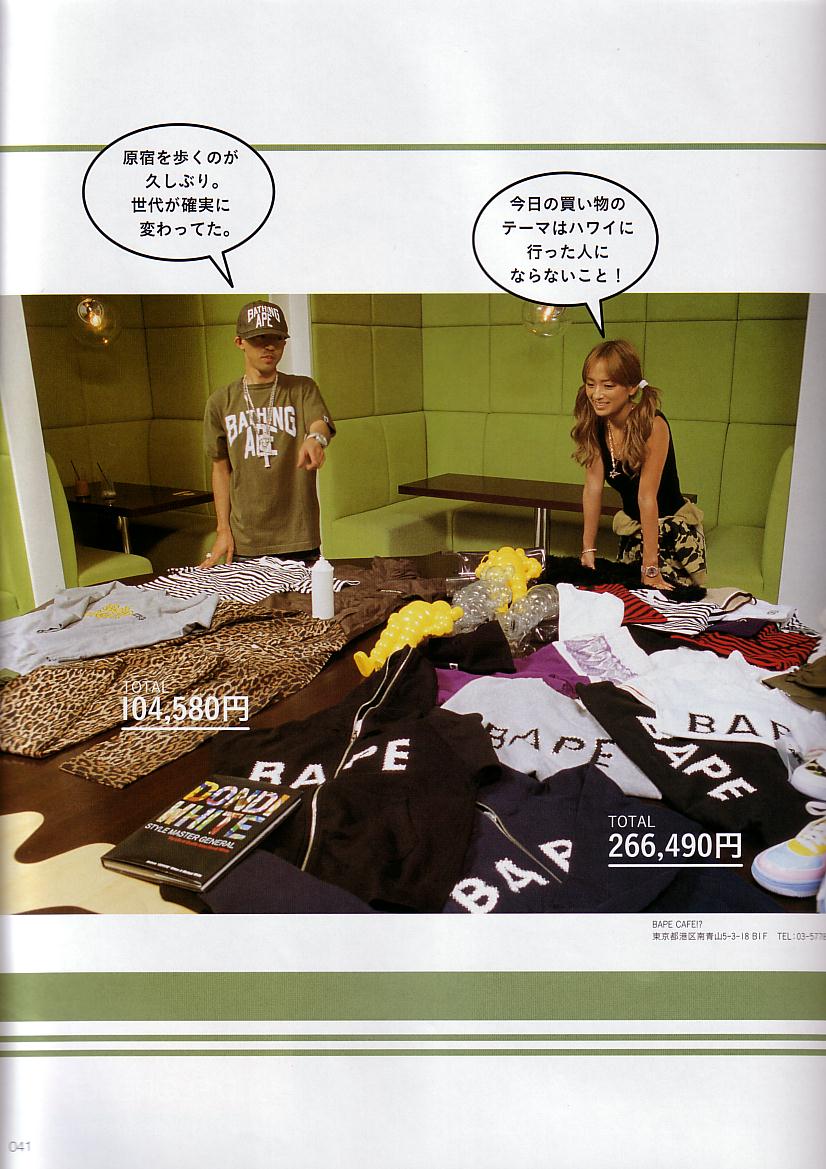 原宿を歩くのが
久しぶり。
世代が確実に
変わってた。
今日の買い物の
テーマはハワイに
行った人に
ならないこと！
BATHING
APE
BATHING
APE
TOTAL
104,580円
BAPE
BAPE
BAPE
BAP
DONDI
WHITE
STYLE MASTER GENERAL
BAP
TOTAL
266,490円
BAPE CAFE!?
東京都港区南青山5-3-18 B1F TEL:03-5778
041